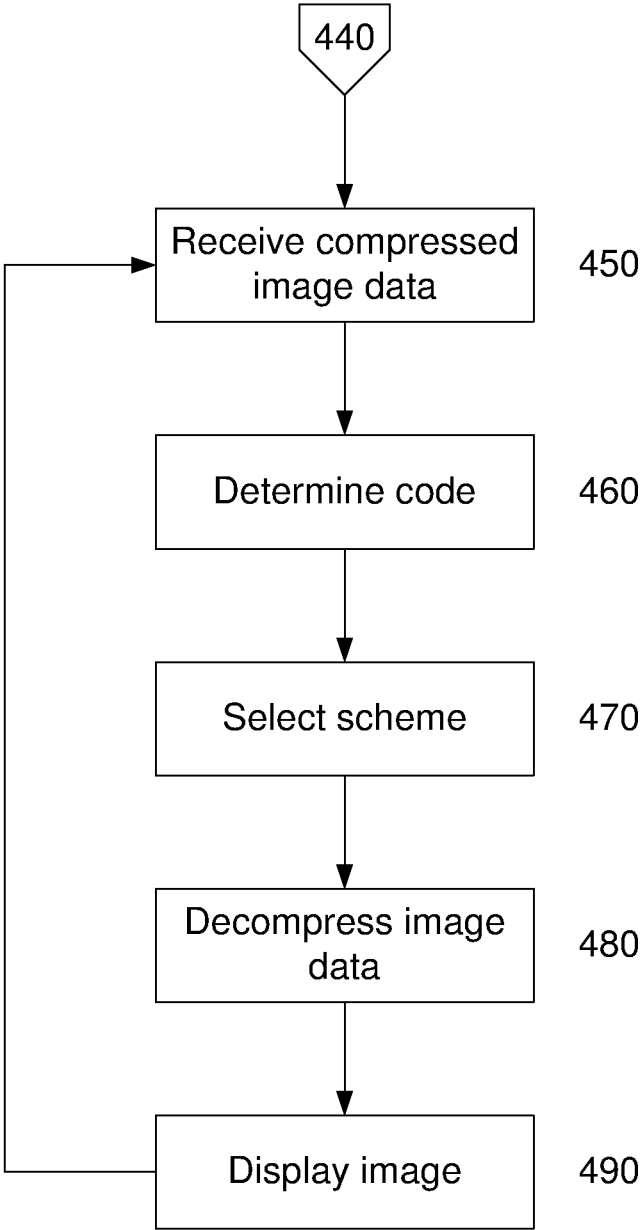 440
Receive compressed
image data
450
Determine code
460
Select scheme
470
Decompress image
data
480
Display image
490